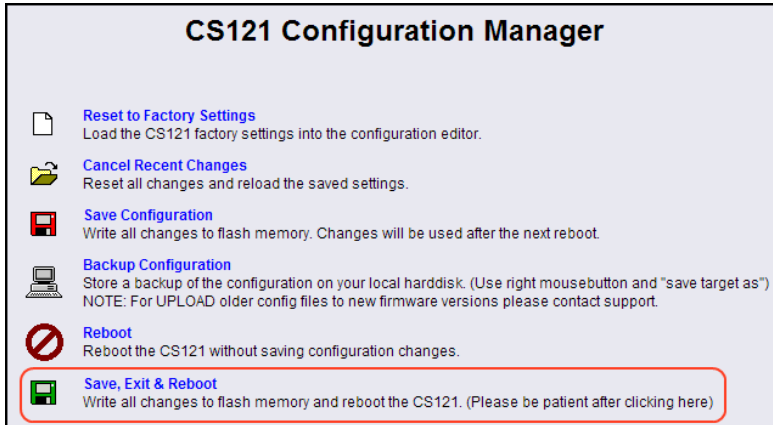 CS121 Configuration Manager
Reset to Factory Settings
Load the CS121 factory settings into the configuration editor.
Cancel Recent Changes
Reset all changes and reload the saved settings.
Save Configuration
Write all changes to flash memory. Changes will be used after the next reboot.
Backup Configuration
Store a backup of the configuration on your local harddisk. (Use right mousebutton and "save target as")
NOTE: For UPLOAD older config files to new firmware versions please contact support.
Reboot
Reboot the CS121 without saving configuration changes.
Save, Exit & Reboot
Write all changes to flash memory and reboot the CS121. (Please be patient after clicking here)